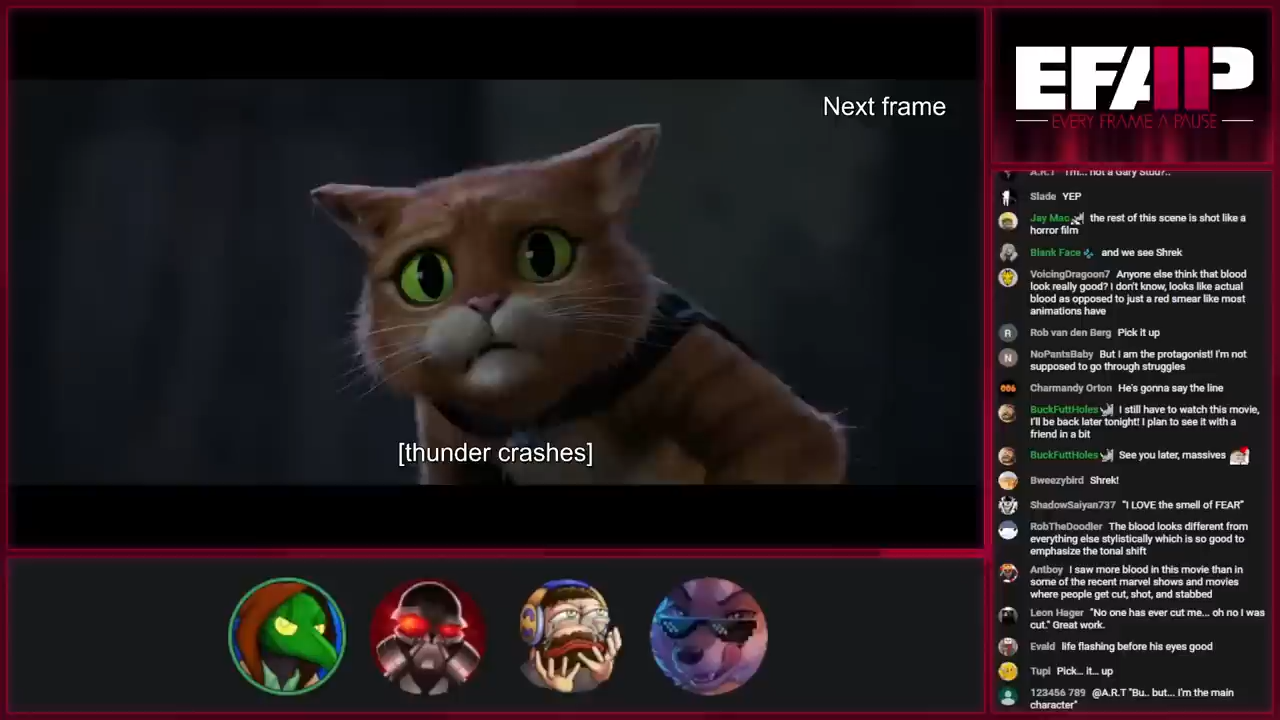 Next frame
[thunder crashes]
EFAP
EVERY FRAME A PAUSE
A.R.T I'm... not a Gary Stu?..
Slade YEP
Jay Mac the rest of this scene is shot like a
horror film
Blank Face and we see Shrek
VoicingDragoon7 Anyone else think that blood
look really good? I don't know, looks like actual
blood as opposed to just a red smear like most
animations have
R Rob van den Berg Pick it up
N NoPantsBaby But I am the protagonist! I'm not
supposed to go through struggles
Charmandy Orton He's gonna say the line
BuckFuttHoles I still have to watch this movie,
I'll be back later tonight! I plan to see it with a
friend in a bit
BuckFuttHoles See you later, massives
Bweezybird Shrek!
ShadowSaiyan737 "I LOVE the smell of FEAR"
RobTheDoodler The blood looks different from
everything else stylistically which is so good to
emphasize the tonal shift
Antboy I saw more blood in this movie than in
some of the recent marvel shows and movies
where people get cut, shot, and stabbed
Leon Hager "No one has ever cut me... oh no I was
cut." Great work.
Evald life flashing before his eyes good
Tupi Pick... it... up
123456 789 @A.R.T "Bu.. but... I'm the main
character"